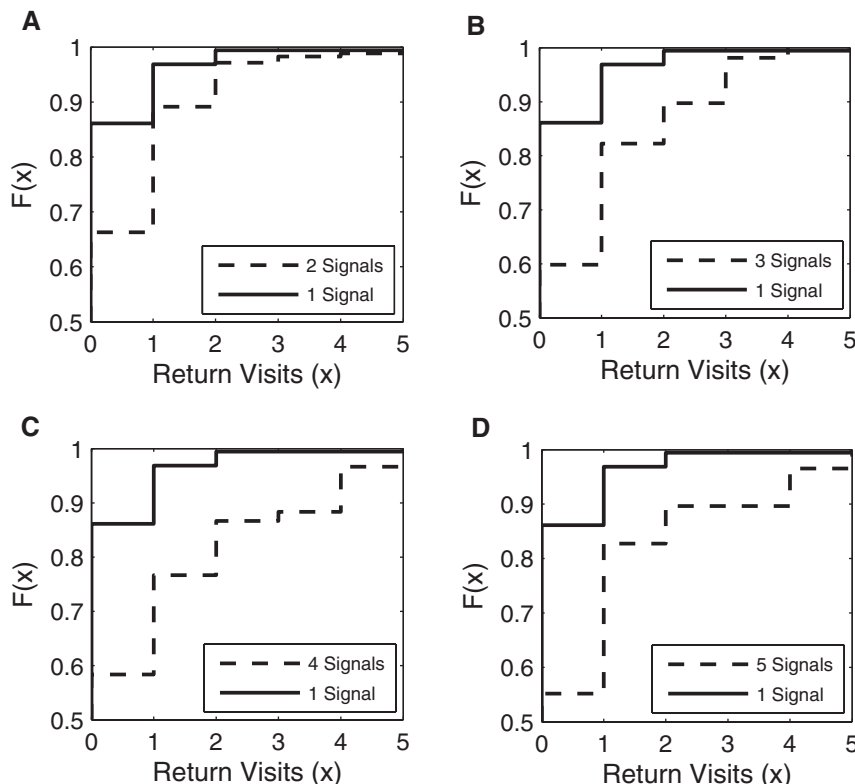 A
1
0.9
0.8
0.7
0.6
0.5
F(x)
2 Signals
1 Signal
0 1 2 3 4 5
Return Visits (x)
B
1
0.9
0.8
0.7
0.6
0.5
F(x)
3 Signals
1 Signal
0 1 2 3 4 5
Return Visits (x)
C
1
0.9
0.8
0.7
0.6
0.5
F(x)
4 Signals
1 Signal
0 1 2 3 4 5
Return Visits (x)
D
1
0.9
0.8
0.7
0.6
0.5
F(x)
5 Signals
1 Signal
0 1 2 3 4 5
Return Visits (x)